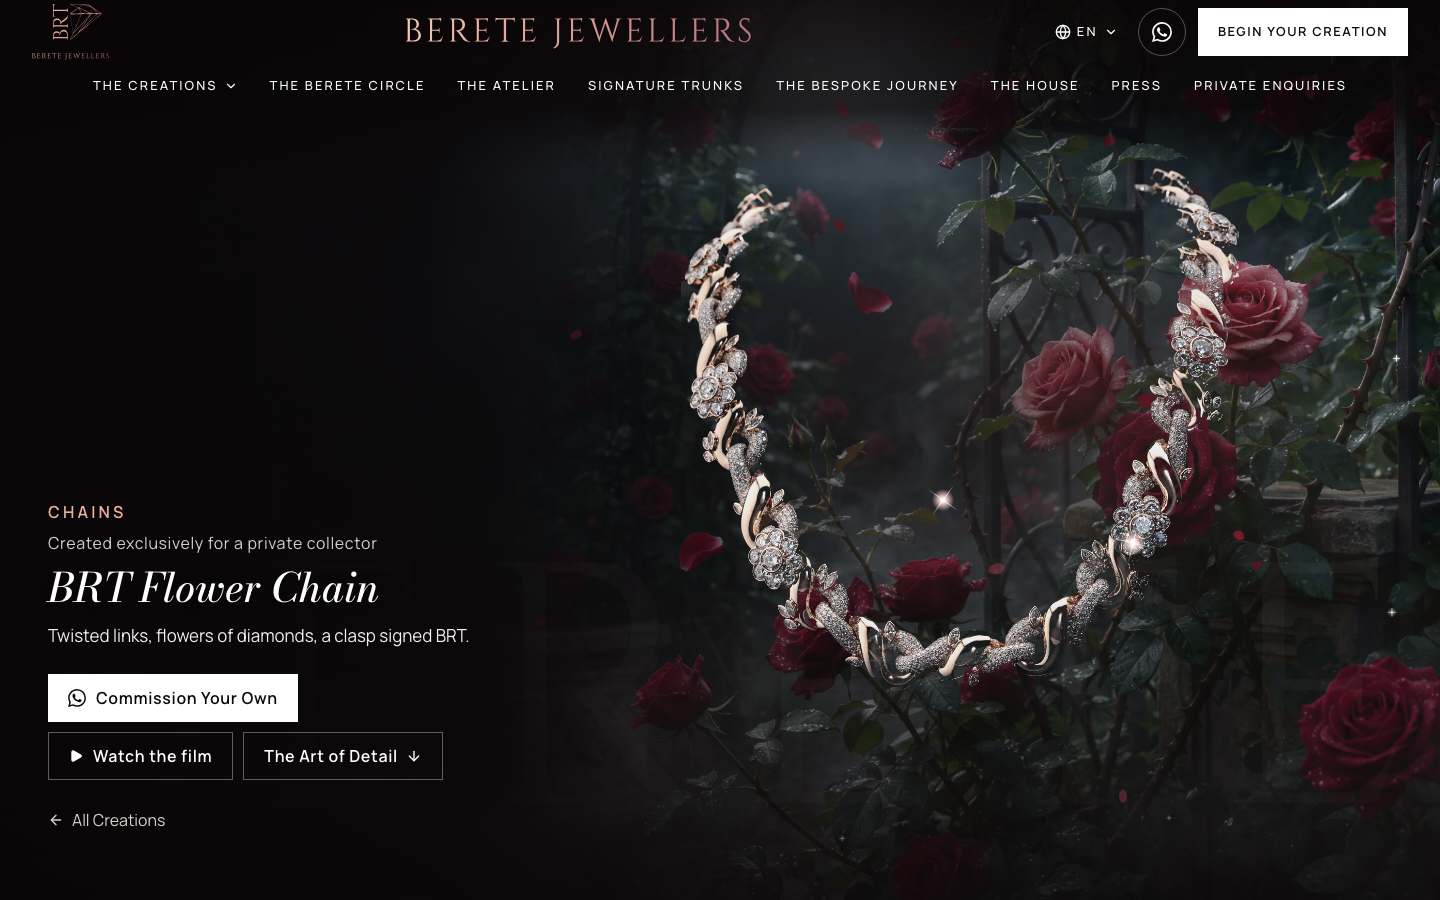 BRT
BERETE JEWELLERS
BERETE JEWELLERS
EN
BEGIN YOUR CREATION
THE CREATIONS
THE BERETE CIRCLE
THE ATELIER
SIGNATURE TRUNKS
THE BESPOKE JOURNEY
THE HOUSE
PRESS
PRIVATE ENQUIRIES
CHAINS
Created exclusively for a private collector
BRT Flower Chain
Twisted links, flowers of diamonds, a clasp signed BRT.
Commission Your Own
Watch the film
The Art of Detail
All Creations